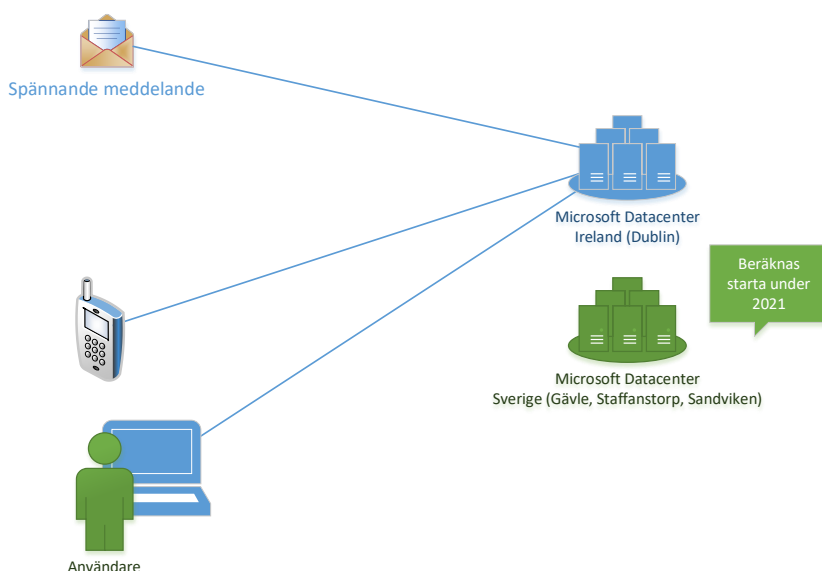 Spännande meddelande
Microsoft Datacenter
Ireland (Dublin)
Beräknas
starta under
2021
Microsoft Datacenter
Sverige (Gävle, Staffanstorp, Sandviken)
Användare